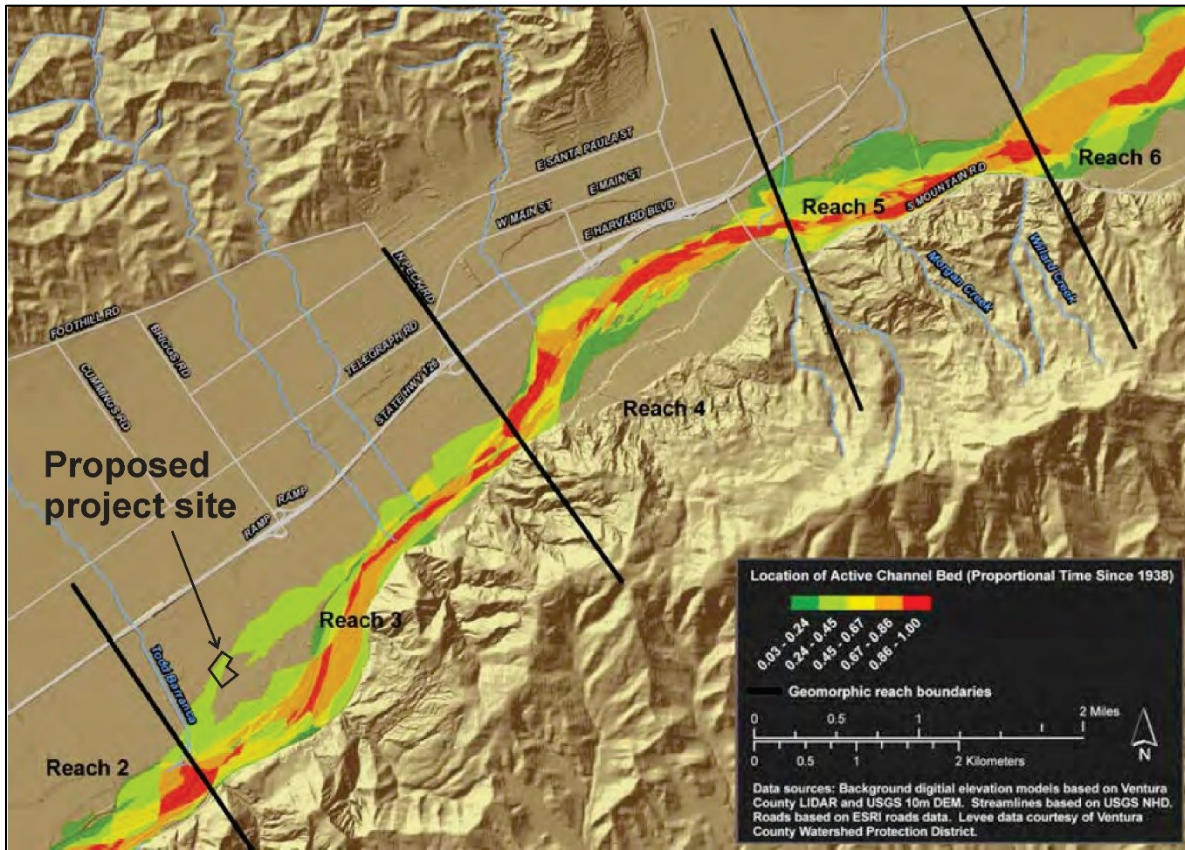 E SANTA PAULA ST
E MAIN ST
W MAIN ST
E HARVARD BLVD
S MOUNTAIN RD
Reach 6
Reach 5
Morgan Creek
Willard Creek
N PECK RD
FOOTHILL RD
BRIGGS RD
CUMMINGS RD
TELEGRAPH RD
STATE HWY 126
Reach 4
Proposed
project site
RAMP
RAMP
Reach 3
Todd Barranca
Reach 2
Location of Active Channel Bed (Proportional Time Since 1938)
0.03 - 0.24
0.24 - 0.45
0.45 - 0.67
0.67 - 0.86
0.86 - 1.00
Geomorphic reach boundaries
0 0.5 1 2 Miles
0 0.5 1 2 Kilometers
N
Data sources: Background digitial elevation models based on Ventura
County LIDAR and USGS 10m DEM. Streamlines based on USGS NHD.
Roads based on ESRI roads data. Levee data courtesy of Ventura
County Watershed Protection District.